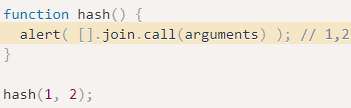 function hash() {
  alert( [].join.call(arguments) ); // 1,2
}

hash(1, 2);